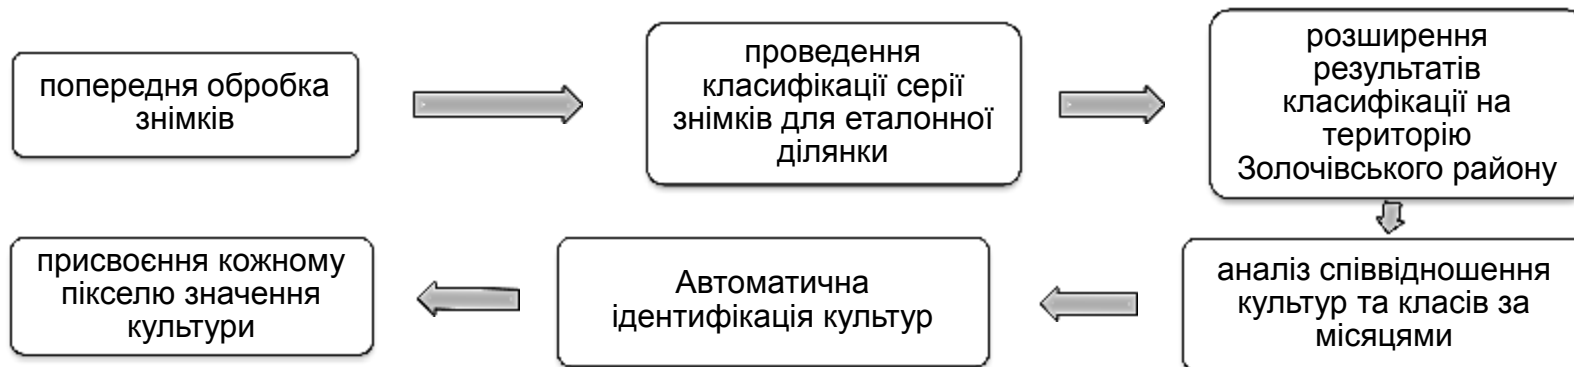 попередня обробка
знімків
проведення
класифікації серії
знімків для еталонної
ділянки
розширення
результатів
класифікації на
територію
Золочівського району
аналіз співвідношення
культур та класів за
місяцями
Автоматична
ідентифікація культур
присвоєння кожному
пікселю значення
культури